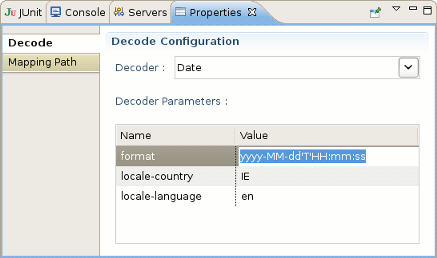 JUnit Console Servers Properties
Decode
Mapping Path
Decode Configuration
Decoder : Date
Decoder Parameters :
Name Value
format yyyy-MM-dd'T'HH:mm:ss
locale-country IE
locale-language en